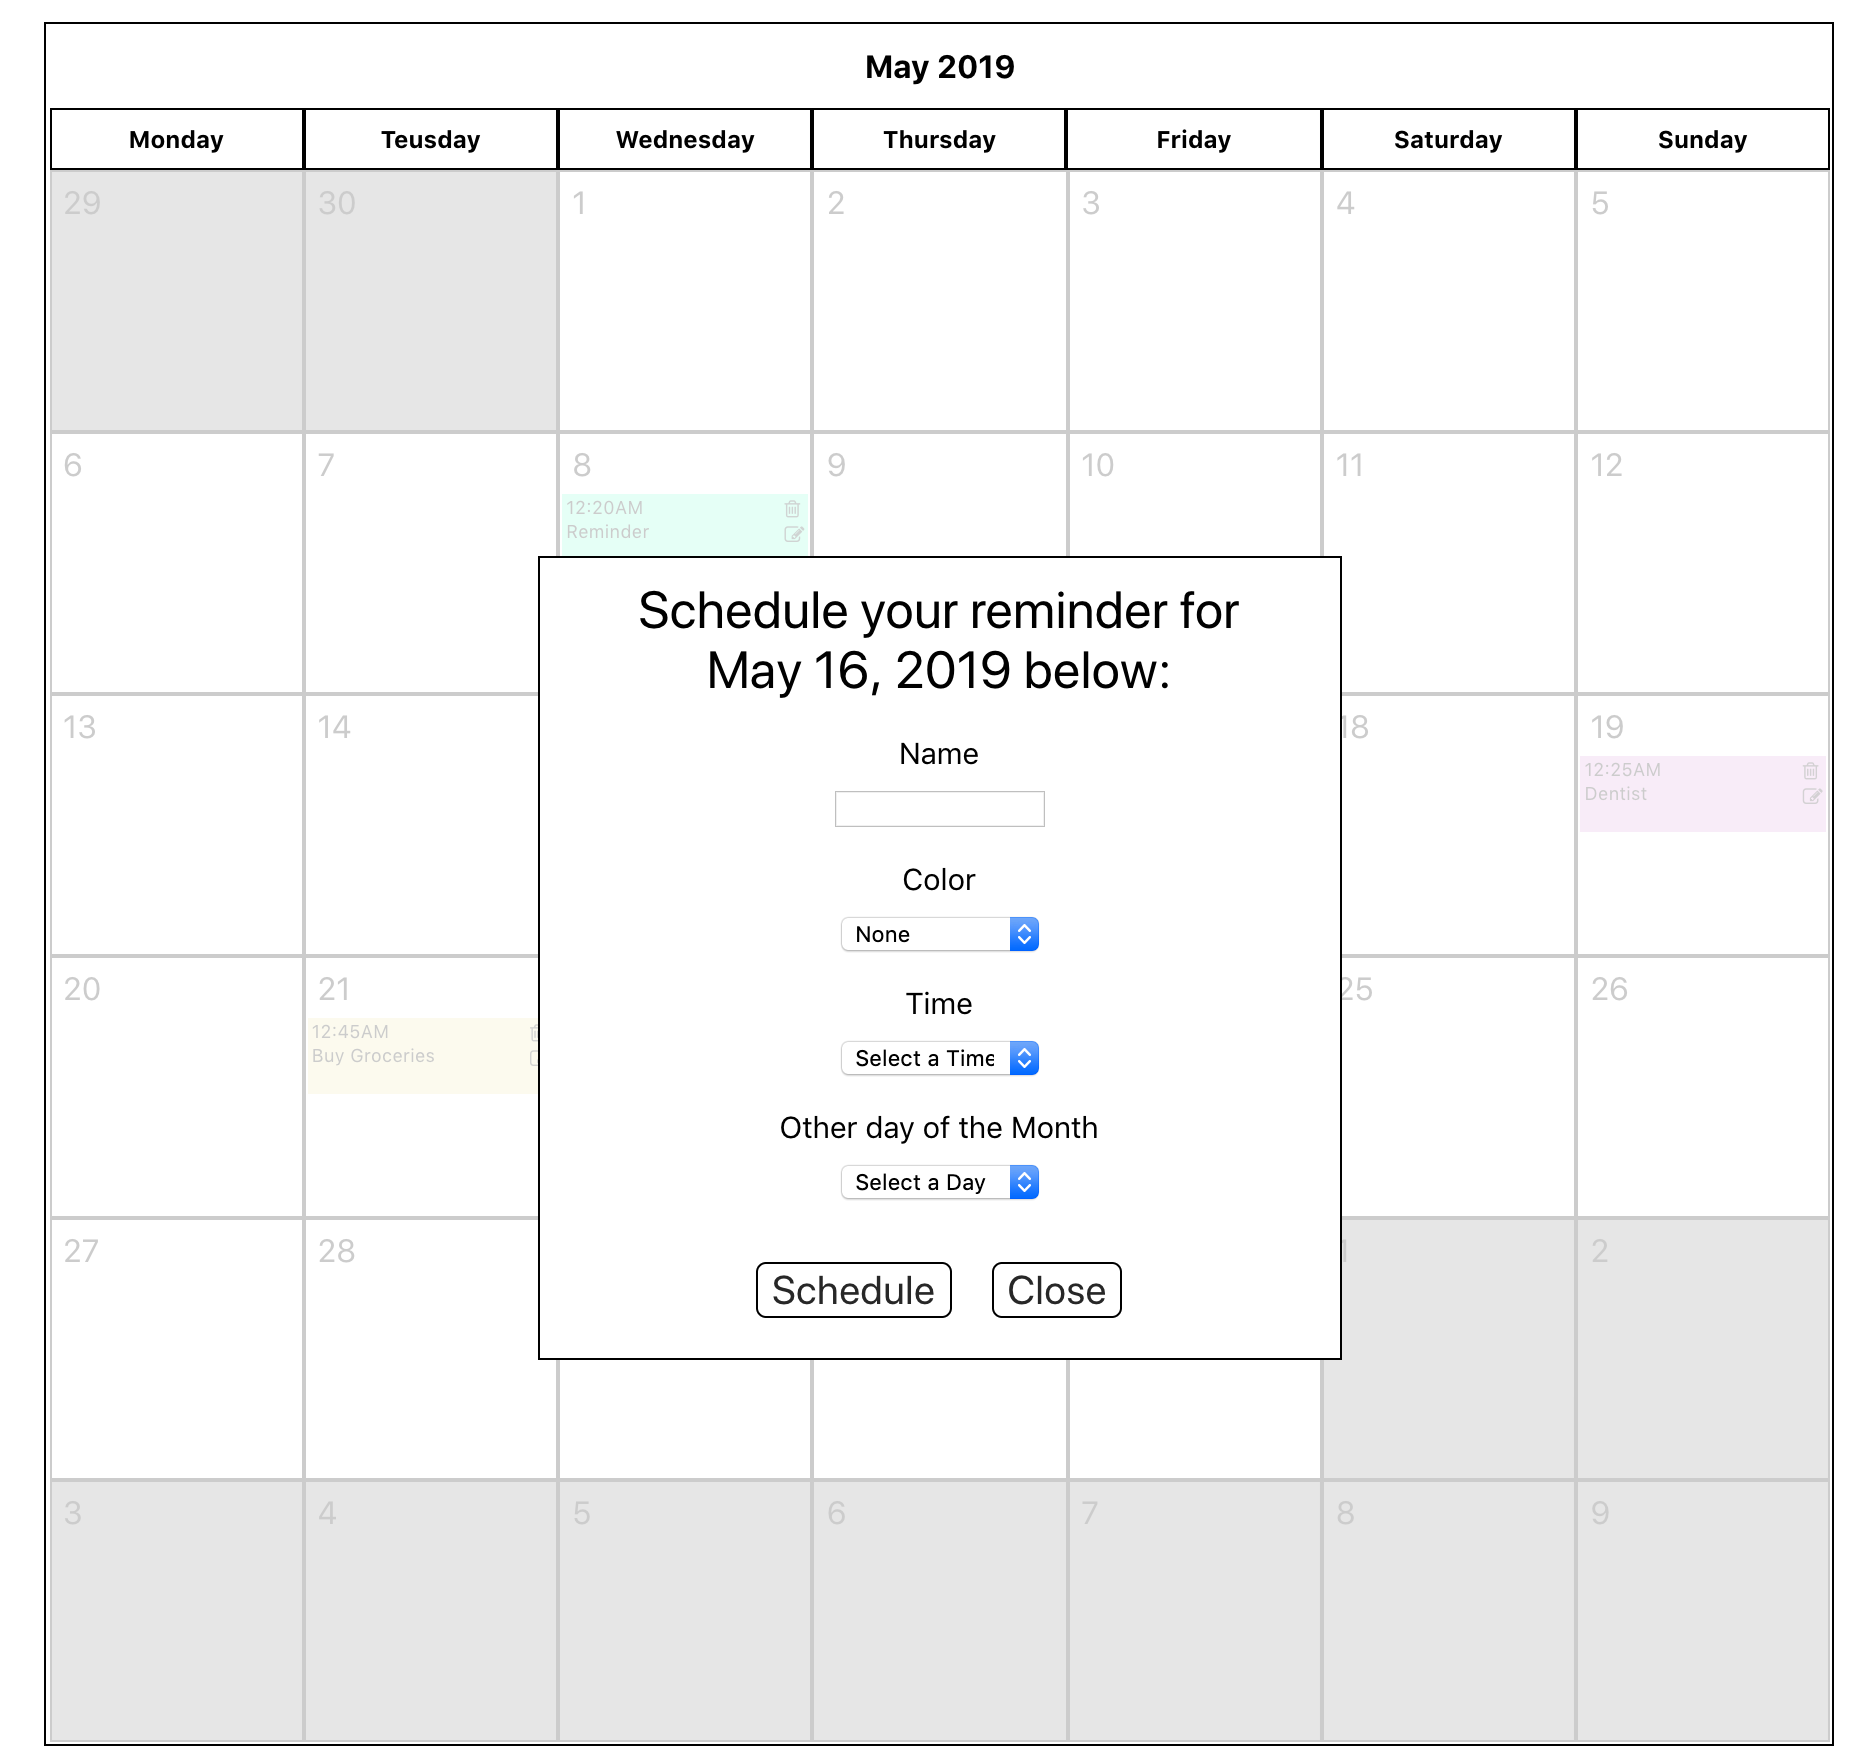 May 2019
Monday Teusday Wednesday Thursday Friday Saturday Sunday
29 30 1 2 3 4 5
6 7 8 9 10 11 12
12:20AM
Reminder
Schedule your reminder for
May 16, 2019 below:
Name
Color
None
Time
Select a Time
Other day of the Month
Select a Day
Schedule Close
13 14 18 19
12:25AM
Dentist
20 21 25 26
12:45AM
Buy Groceries
27 28 1 2
3 4 5 6 7 8 9